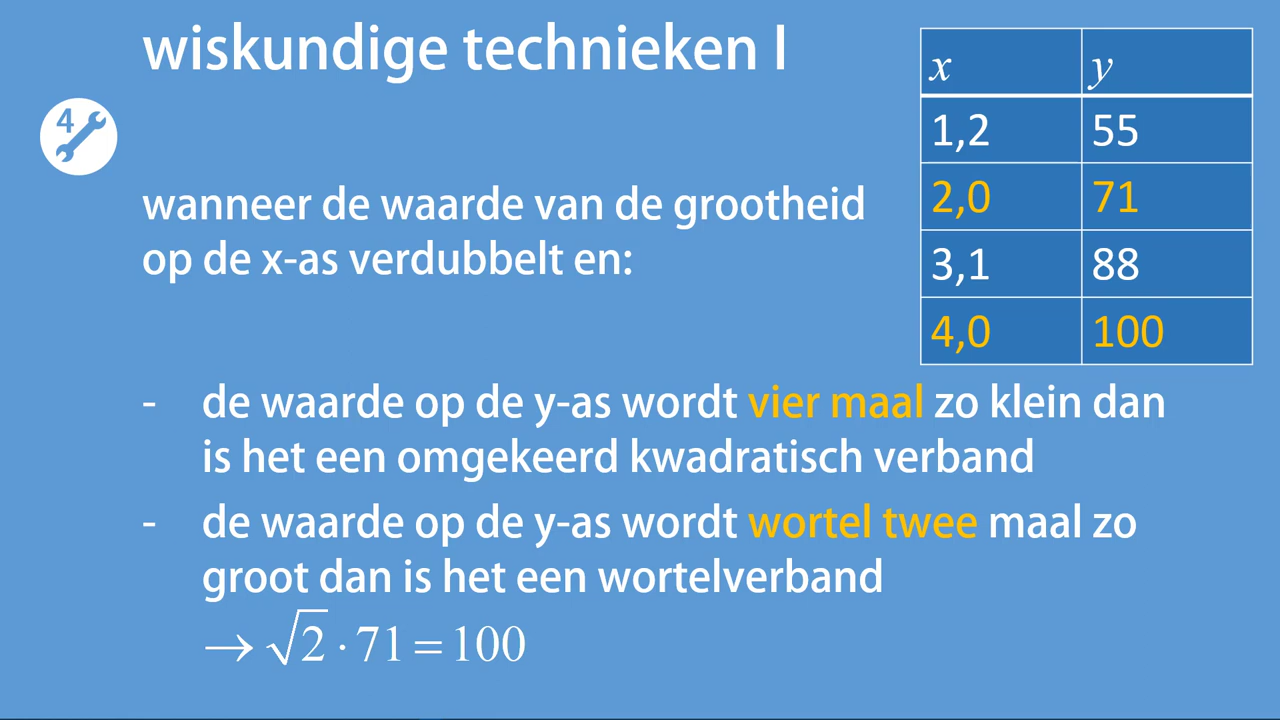 wiskundige technieken I
4
wanneer de waarde van de grootheid
op de x-as verdubbelt en:
x y
1,2 55
2,0 71
3,1 88
4,0 100
- de waarde op de y-as wordt vier maal zo klein dan
is het een omgekeerd kwadratisch verband
- de waarde op de y-as wordt wortel twee maal zo
groot dan is het een wortelverband
→ √2 · 71 = 100